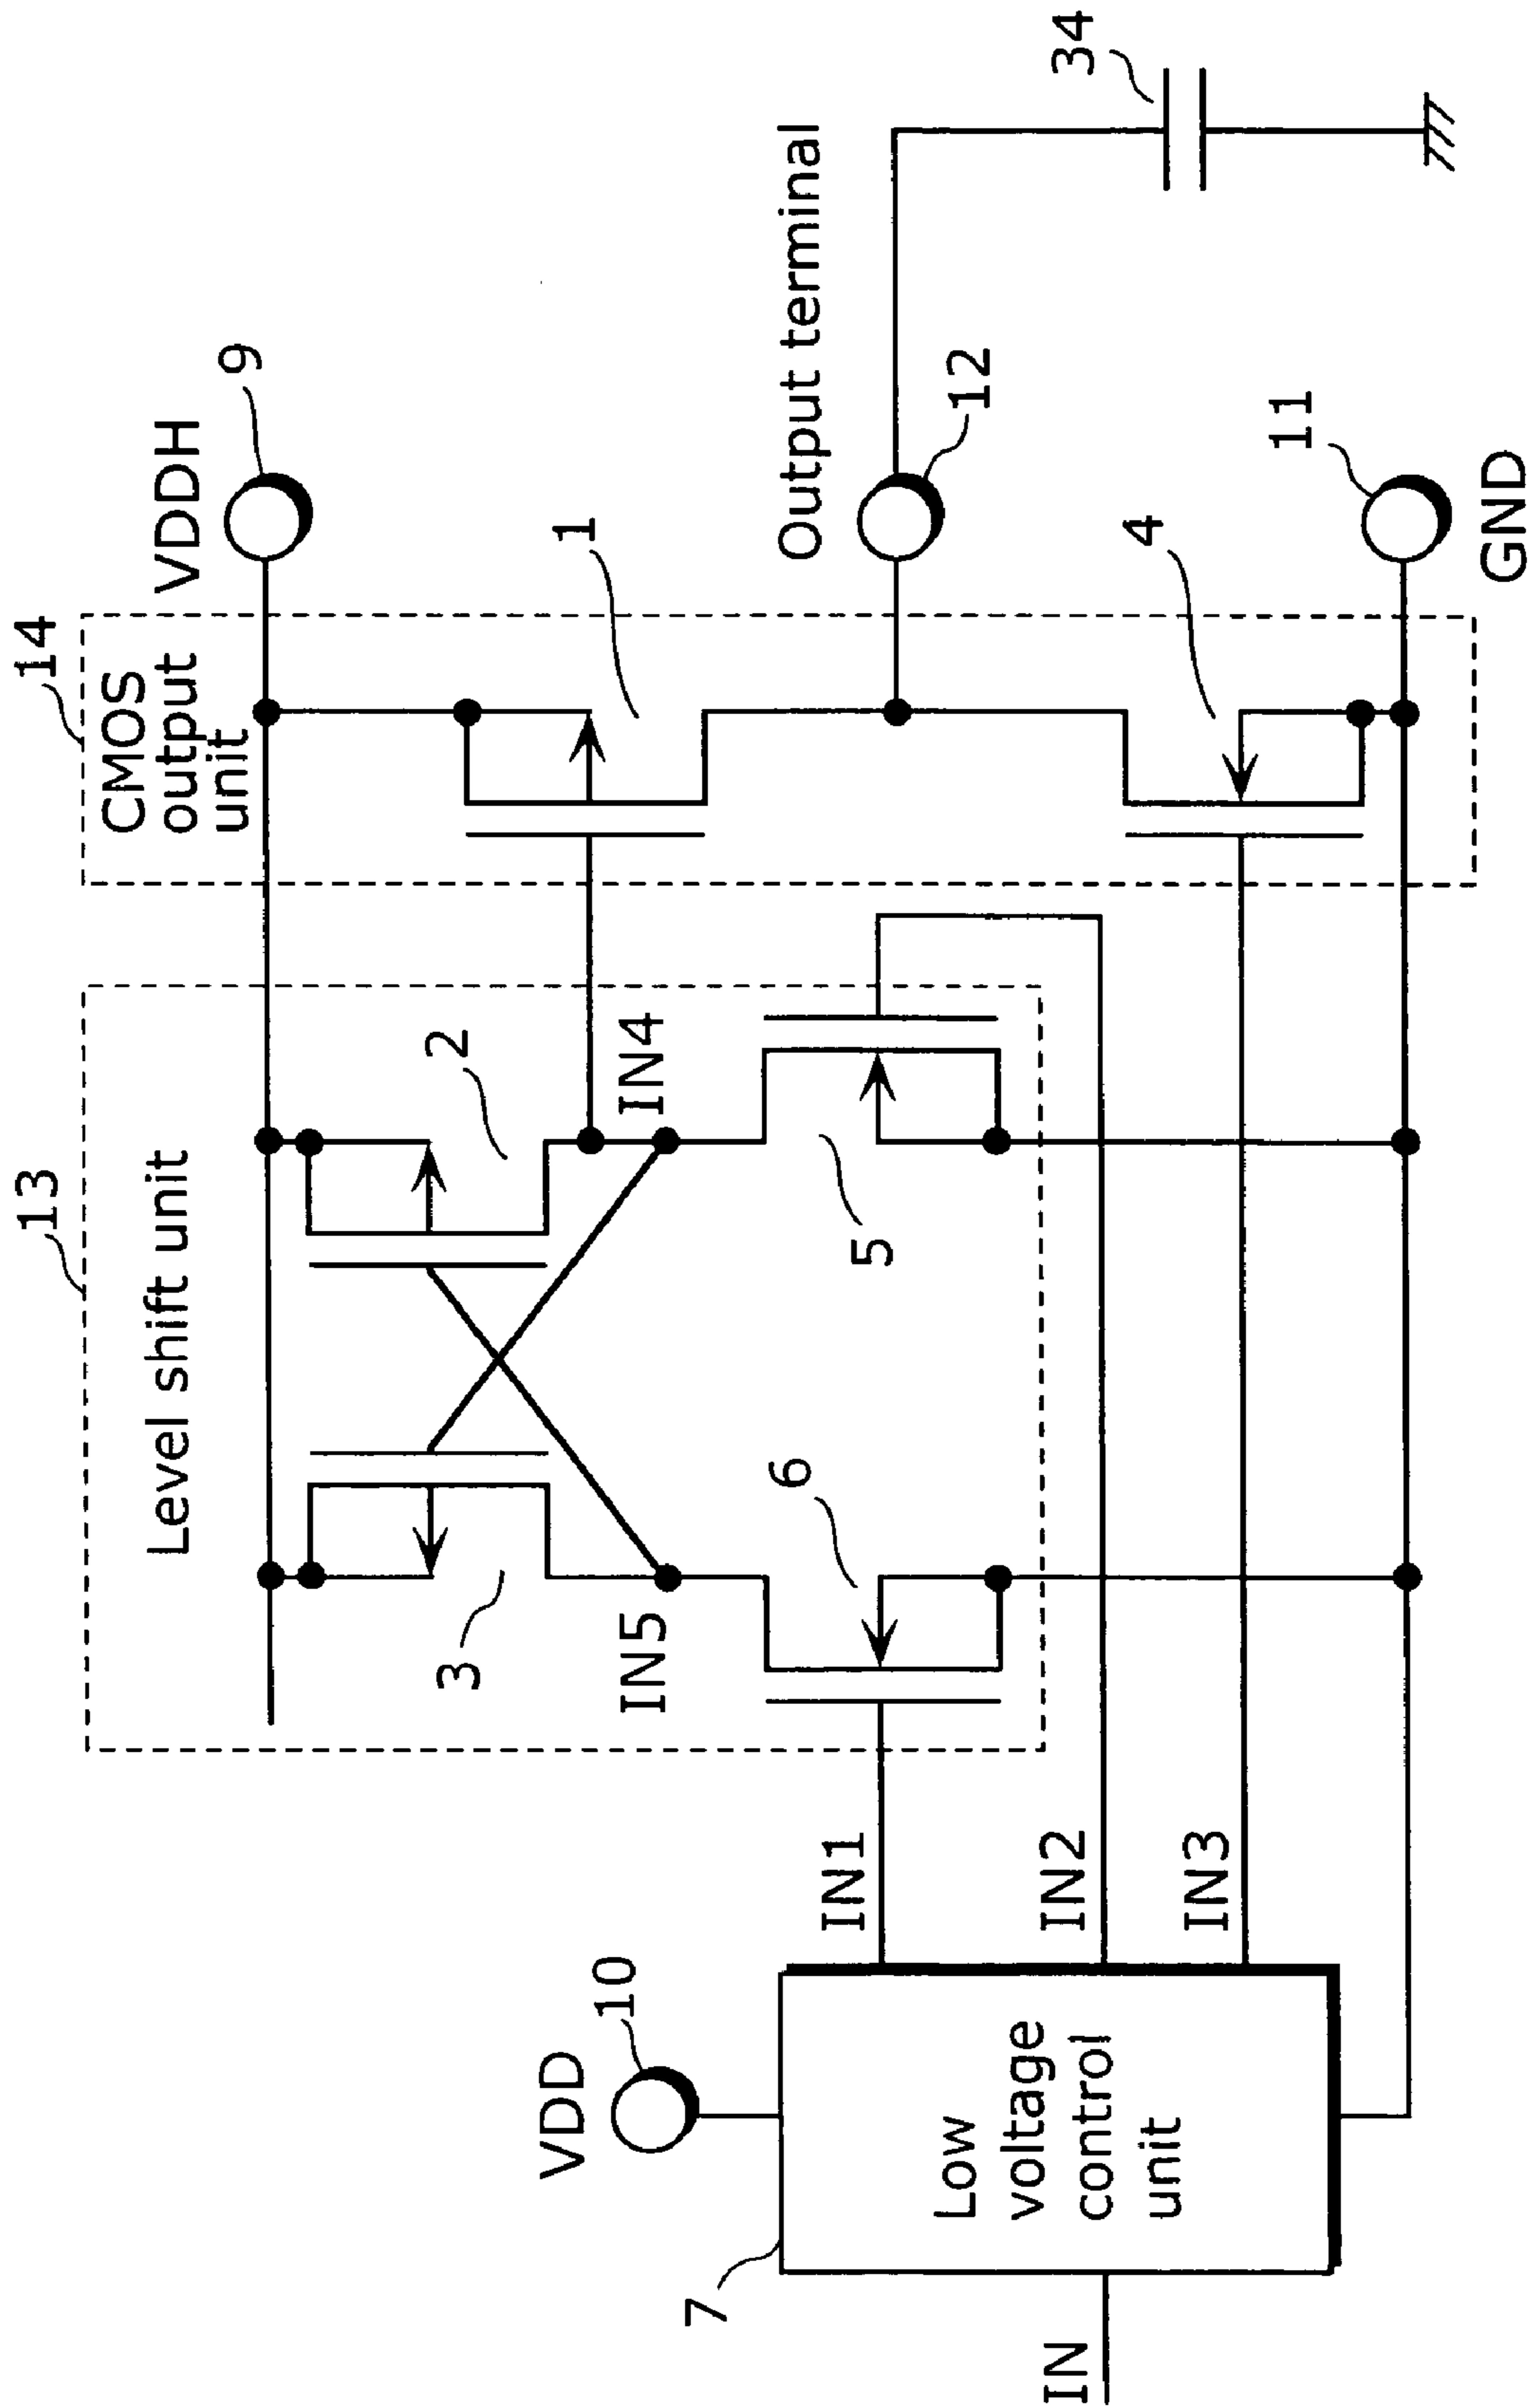 14
CMOS
output
unit
VDDH
9
13
Level shift unit
2
1
3
IN4
IN5
Output terminal
12
34
6
5
4
11
GND
VDD
10
7
Low
voltage
control
unit
IN
IN1
IN2
IN3